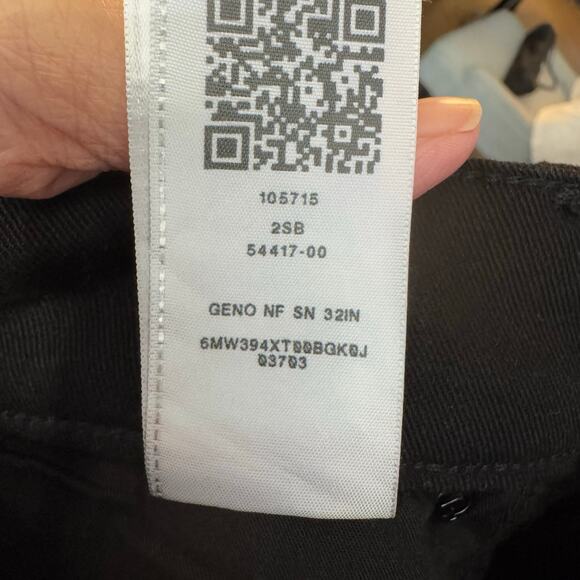 105715
2SB
54417-00
GENO NF SN 32IN
6MW394XT00BGK0J
03703